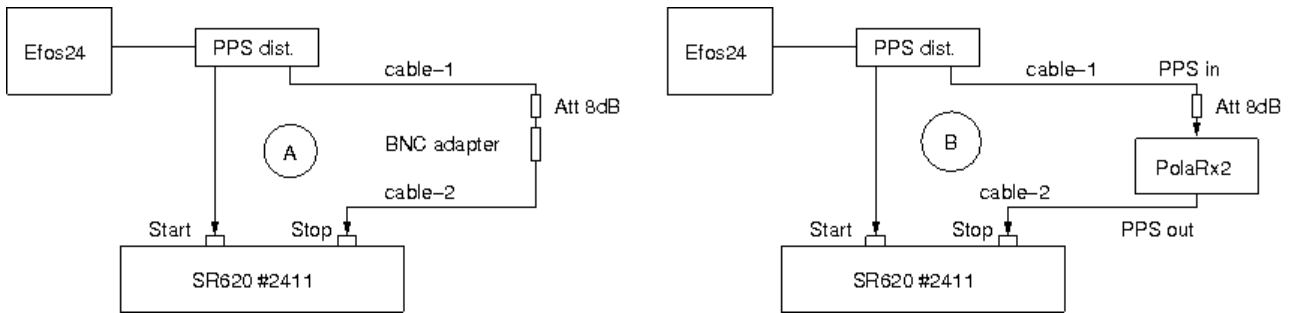 Efos24
PPS dist.
cable–1
Att 8dB
BNC adapter
A
cable–2
Start
Stop
SR620 #2411
Efos24
PPS dist.
cable–1
PPS in
Att 8dB
B
PolaRx2
cable–2
Start
Stop
PPS out
SR620 #2411